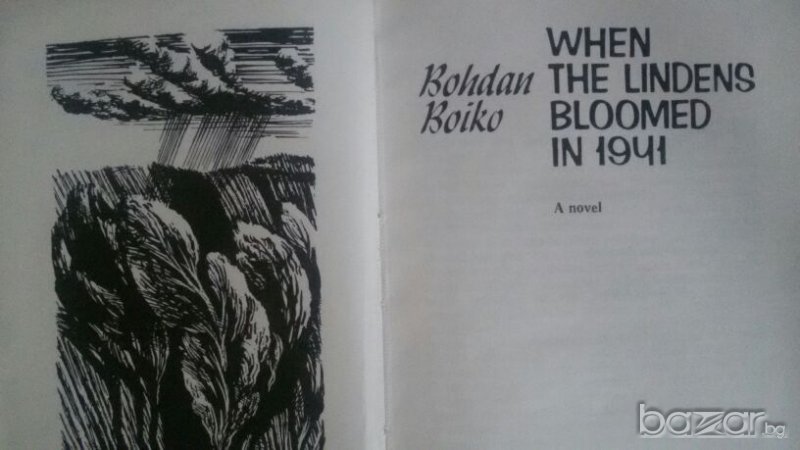 Bohdan
Boiko
WHEN
THE LINDENS
BLOOMED
IN 1941
A novel
bazar.bg